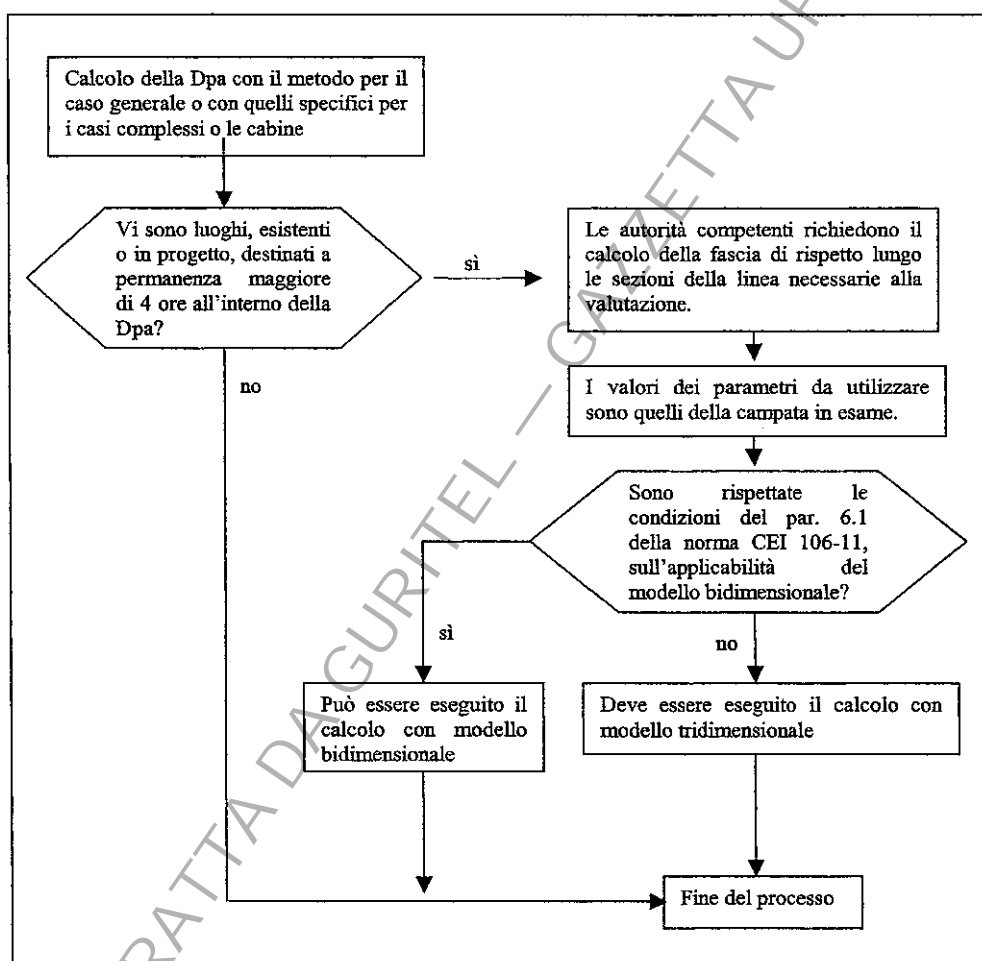 Calcolo della Dpa con il metodo per il
caso generale o con quelli specifici per
i casi complessi o le cabine
Vi sono luoghi, esistenti
o in progetto, destinati a
permanenza maggiore
di 4 ore all'interno della
Dpa?
sì
no
Le autorità competenti richiedono il
calcolo della fascia di rispetto lungo
le sezioni della linea necessarie alla
valutazione.
I valori dei parametri da utilizzare
sono quelli della campata in esame.
Sono rispettate le
condizioni del par. 6.1
della norma CEI 106-11,
sull'applicabilità del
modello bidimensionale?
sì
no
Può essere eseguito il
calcolo con modello
bidimensionale
Deve essere eseguito il calcolo con
modello tridimensionale
Fine del processo
RATTA DA GURITEL — GAZZETTA